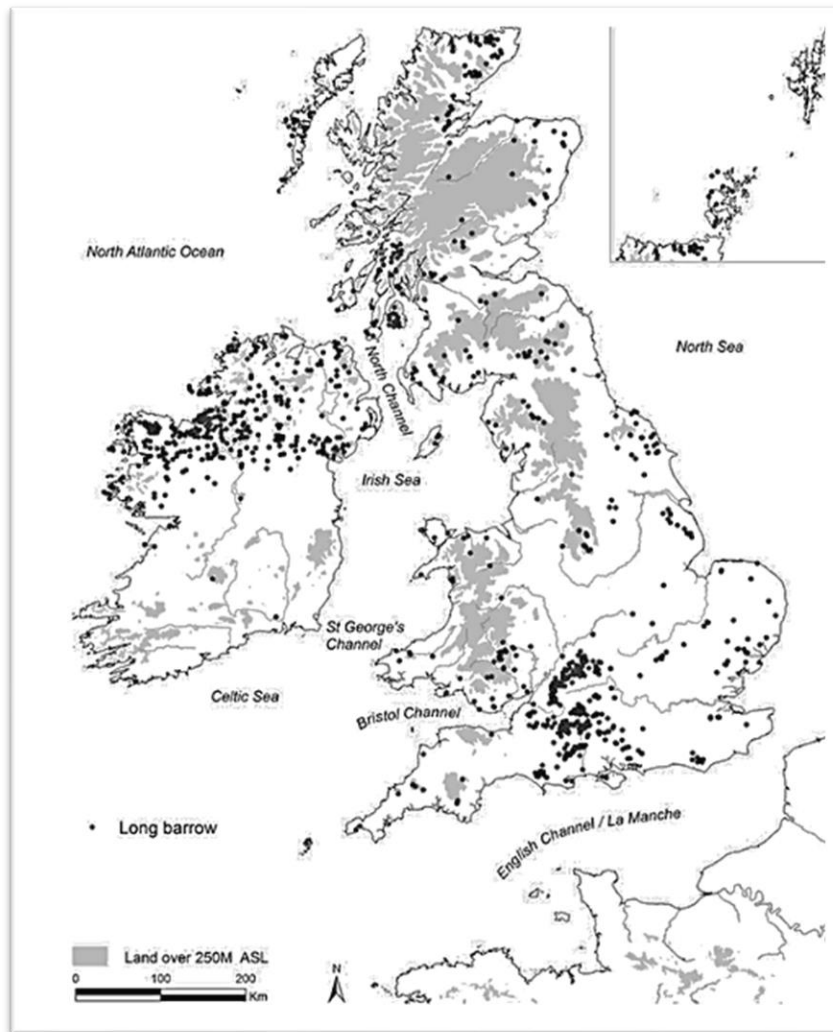 North Atlantic Ocean
North Sea
North Channel
Irish Sea
St George's
Channel
Celtic Sea
Bristol Channel
English Channel / La Manche
Long barrow
Land over 250M ASL
0 100 200
Km
N